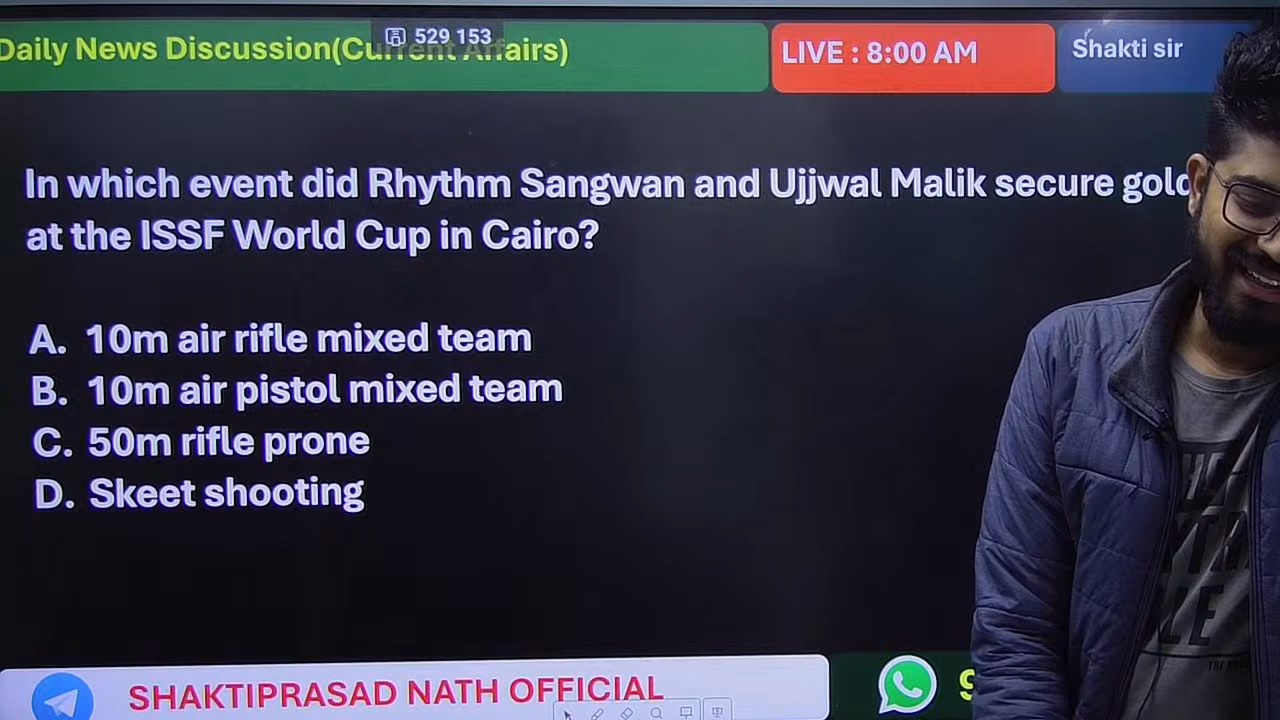 Daily News Discussion(Current Affairs)
529 153
LIVE : 8:00 AM
Shakti sir
In which event did Rhythm Sangwan and Ujjwal Malik secure gold
at the ISSF World Cup in Cairo?
A. 10m air rifle mixed team
B. 10m air pistol mixed team
C. 50m rifle prone
D. Skeet shooting
SHAKTIPRASAD NATH OFFICIAL
9